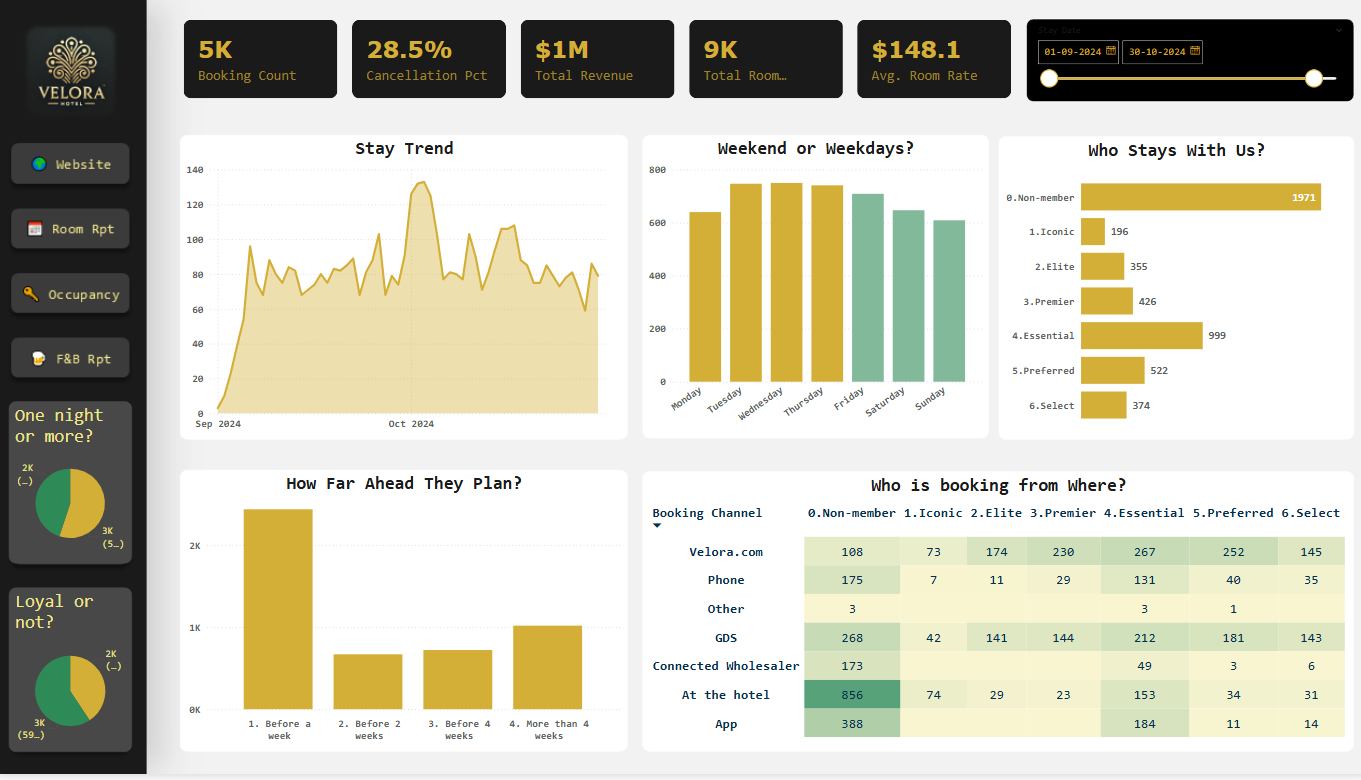 VELORA
HOTEL
Website
Room Rpt
Occupancy
F&B Rpt
One night
or more?
2K
(…)
3K
(5…)
Loyal or
not?
2K
(…)
3K
(59…)
5K
Booking Count
28.5%
Cancellation Pct
$1M
Total Revenue
9K
Total Room…
$148.1
Avg. Room Rate
Stay Date
01-09-2024 30-10-2024
Stay Trend
140
120
100
80
60
40
20
0
Sep 2024 Oct 2024
Weekend or Weekdays?
800
600
400
200
0
Monday Tuesday Wednesday Thursday Friday Saturday Sunday
Who Stays With Us?
0.Non-member 1971
1.Iconic 196
2.Elite 355
3.Premier 426
4.Essential 999
5.Preferred 522
6.Select 374
How Far Ahead They Plan?
2K
1K
0K
1. Before a 2. Before 2 3. Before 4 4. More than 4
week weeks weeks weeks
Who is booking from Where?
Booking Channel 0.Non-member 1.Iconic 2.Elite 3.Premier 4.Essential 5.Preferred 6.Select
Velora.com 108 73 174 230 267 252 145
Phone 175 7 11 29 131 40 35
Other 3 3 1
GDS 268 42 141 144 212 181 143
Connected Wholesaler 173 49 3 6
At the hotel 856 74 29 23 153 34 31
App 388 184 11 14